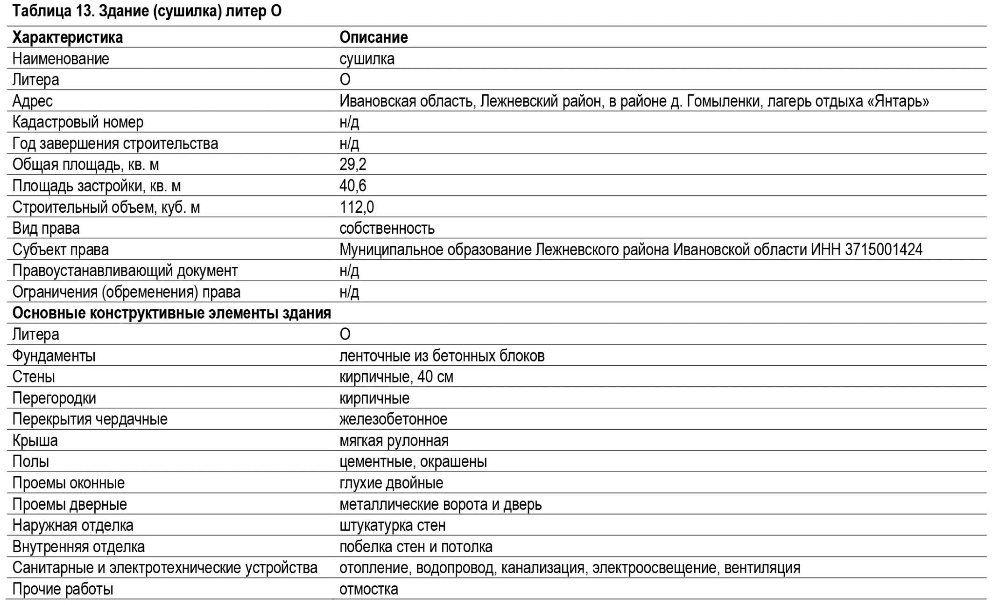 Таблица 13. Здание (сушилка) литер О
Характеристика Описание
Наименование сушилка
Литера О
Адрес Ивановская область, Лежневский район, в районе д. Гомыленки, лагерь отдыха «Янтарь»
Кадастровый номер н/д
Год завершения строительства н/д
Общая площадь, кв. м 29,2
Площадь застройки, кв. м 40,6
Строительный объем, куб. м 112,0
Вид права собственность
Субъект права Муниципальное образование Лежневского района Ивановской области ИНН 3715001424
Правоустанавливающий документ н/д
Ограничения (обременения) права н/д
Основные конструктивные элементы здания
Литера О
Фундаменты ленточные из бетонных блоков
Стены кирпичные, 40 см
Перегородки кирпичные
Перекрытия чердачные железобетонное
Крыша мягкая рулонная
Полы цементные, окрашены
Проемы оконные глухие двойные
Проемы дверные металлические ворота и дверь
Наружная отделка штукатурка стен
Внутренняя отделка побелка стен и потолка
Санитарные и электротехнические устройства отопление, водопровод, канализация, электроосвещение, вентиляция
Прочие работы отмостка